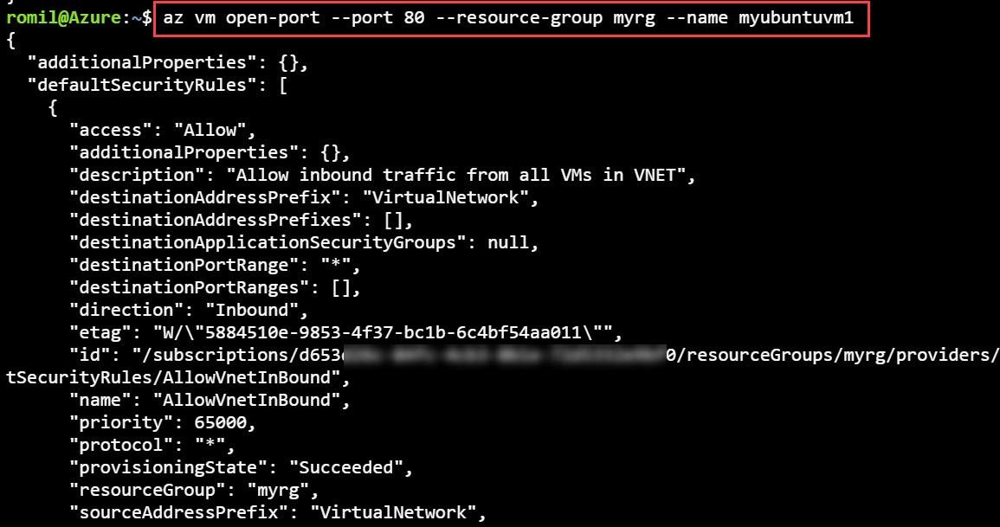 romil@Azure:~$ az vm open-port --port 80 --resource-group myrg --name myubuntuvm1
{
  "additionalProperties": {},
  "defaultSecurityRules": [
    {
      "access": "Allow",
      "additionalProperties": {},
      "description": "Allow inbound traffic from all VMs in VNET",
      "destinationAddressPrefix": "VirtualNetwork",
      "destinationAddressPrefixes": [],
      "destinationApplicationSecurityGroups": null,
      "destinationPortRange": "*",
      "destinationPortRanges": [],
      "direction": "Inbound",
      "etag": "W/\"5884510e-9853-4f37-bc1b-6c4bf54aa011\"",
      "id": "/subscriptions/d653 0/resourceGroups/myrg/providers/
tSecurityRules/AllowVnetInBound",
      "name": "AllowVnetInBound",
      "priority": 65000,
      "protocol": "*",
      "provisioningState": "Succeeded",
      "resourceGroup": "myrg",
      "sourceAddressPrefix": "VirtualNetwork",